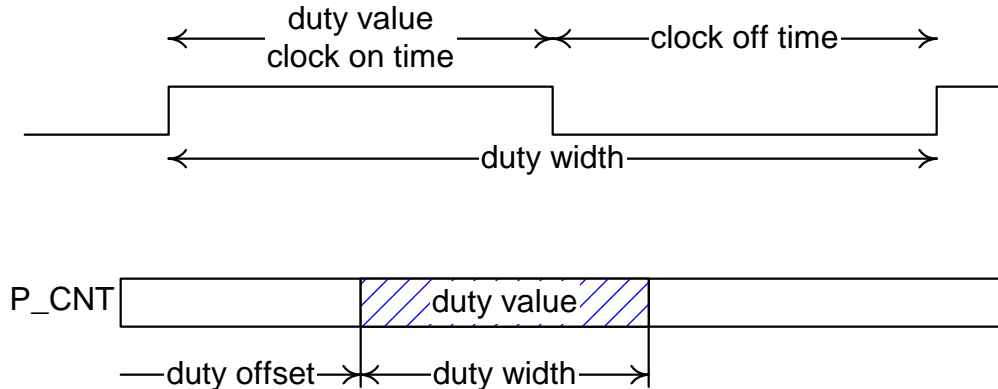 duty value
clock on time
clock off time
duty width
P_CNT
duty value
duty offset
duty width